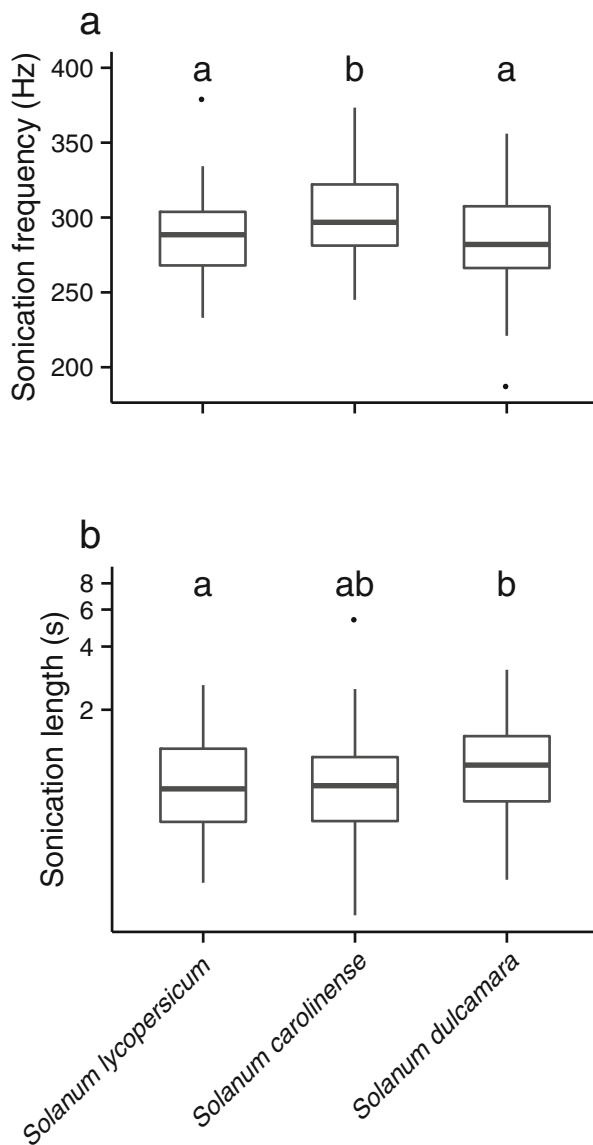 a
Sonication frequency (Hz)
400
350
300
250
200
a b a
b
Sonication length (s)
8
6
4
2
a ab b
Solanum lycopersicum
Solanum carolinense
Solanum dulcamara